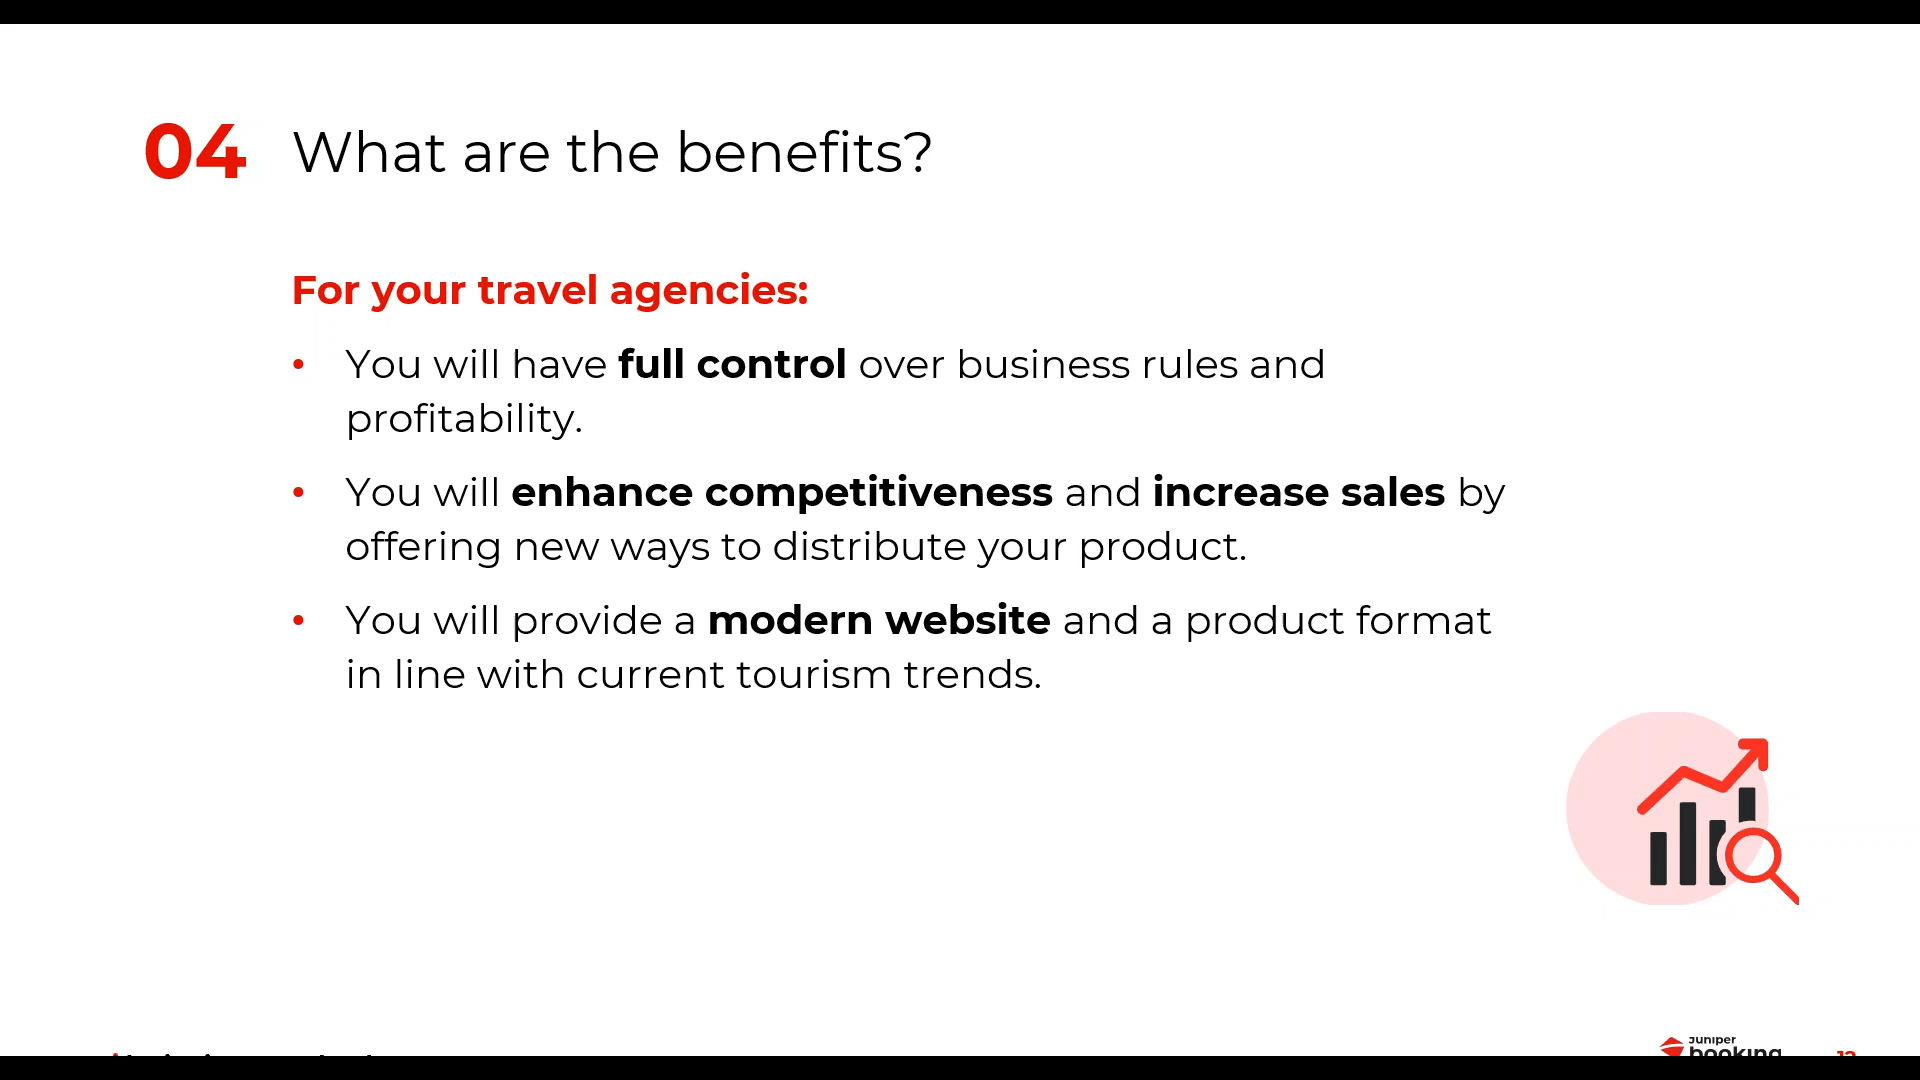 04 What are the benefits?
For your travel agencies:
• You will have full control over business rules and
profitability.
• You will enhance competitiveness and increase sales by
offering new ways to distribute your product.
• You will provide a modern website and a product format
in line with current tourism trends.
Juniper
booking